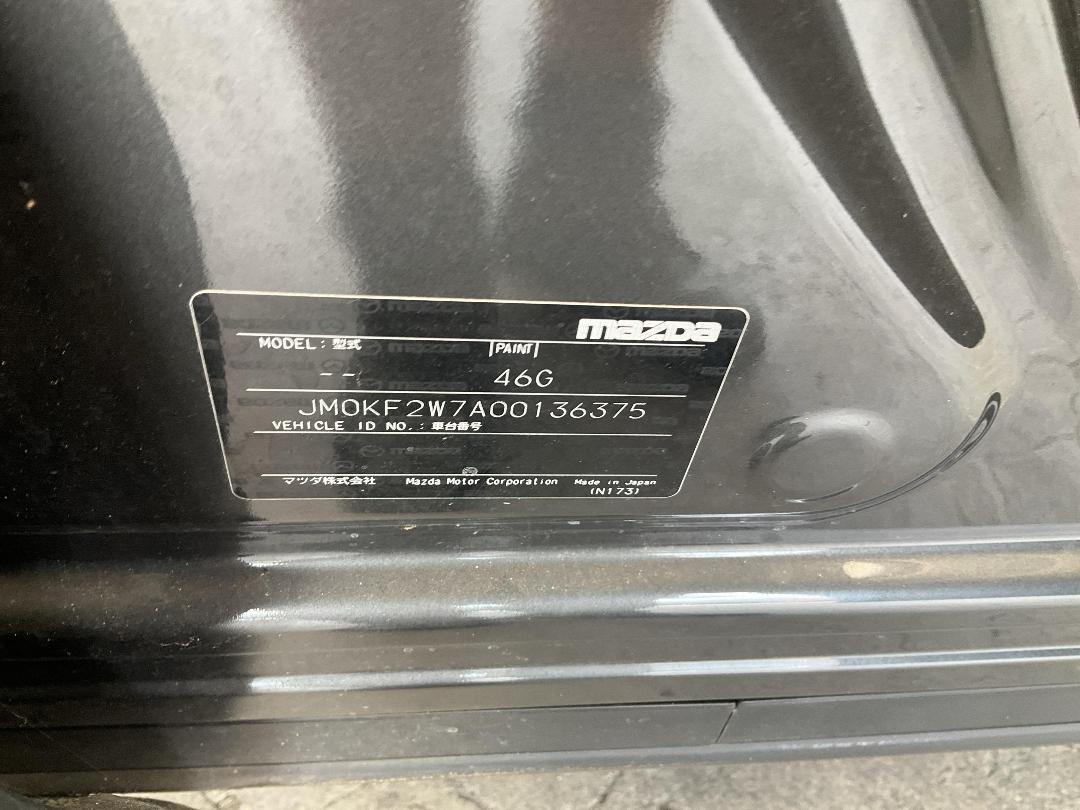 mazda
MODEL : 型式 PAINT
-- 46G
JM0KF2W7A00136375
VEHICLE ID NO. : 車台番号
マツダ株式会社 Mazda Motor Corporation Made in Japan
(N173)